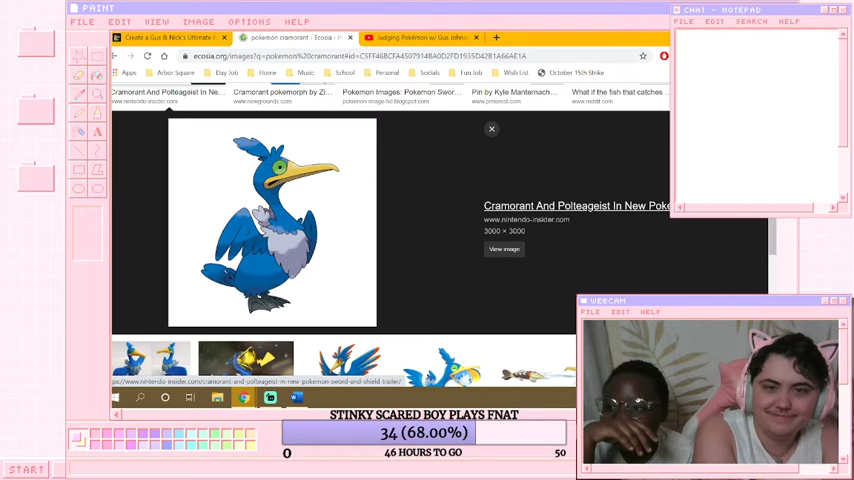 PAINT
FILE EDIT VIEW IMAGE OPTIONS HELP
Create a Gus & Nick's Ultimate P
pokemon cramorant - Ecosia - I
Judging Pokémon w/ Gus Johns
ecosia.org/images?q=pokemon%20cramorant#id=C5FF46BCFA4507914BA0D2FD1935D42B1A66AE1A
Apps Arbor Square Day Job Home Music School Personal Socials Fun Job Wish List October 15th Strike
Cramorant And Polteageist In Ne...
www.nintendo-insider.com
Cramorant pokemorph by Zi...
www.newgrounds.com
Pokemon Images: Pokemon Swor...
pokemon-image-hd.blogspot.com
Pin by Kyle Manternach...
www.pinterest.com
What if the fish that catches ...
www.reddit.com
Cramorant And Polteageist In New Poke
www.nintendo-insider.com
3000 × 3000
View image
ttps://www.nintendo-insider.com/cramorant-and-polteageist-in-new-pokemon-sword-and-shield-trailer/
CHAT - NOTEPAD
FILE EDIT SEARCH HELP
WEBCAM
FILE EDIT HELP
STINKY SCARED BOY PLAYS FNAT
34 (68.00%)
0
46 HOURS TO GO
50
START